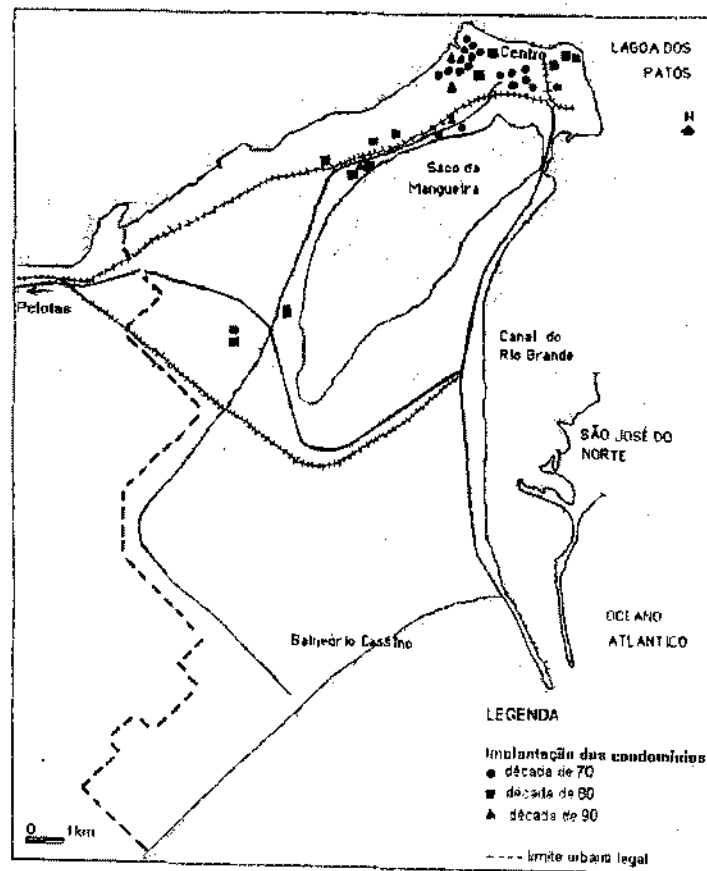 Centro
LAGOA DOS
PATOS
N
Saco da
Mangueira
Pelotas
Canal do
Rio Grande
SÃO JOSÉ DO
NORTE
OCEANO
ATLANTICO
Balneário Cassino
LEGENDA
Implantação dos condomínios
década de 70
década de 80
década de 90
limite urbano legal
0 1km